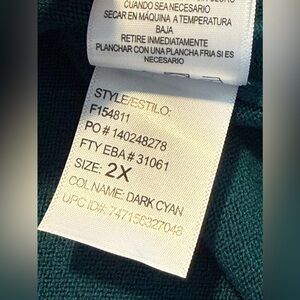 CUANDO SEA NECESARIO
SECAR EN MÁQUINA A TEMPERATURA
BAJA
RETIRE INMEDIATAMENTE
PLANCHAR CON UNA PLANCHA FRIA SI ES
NECESARIO
STYLE/ESTILO:
F154811
PO # 140248278
FTY EBA # 31061
SIZE: 2X
COL NAME: DARK CYAN
UPC ID#: 747156327048